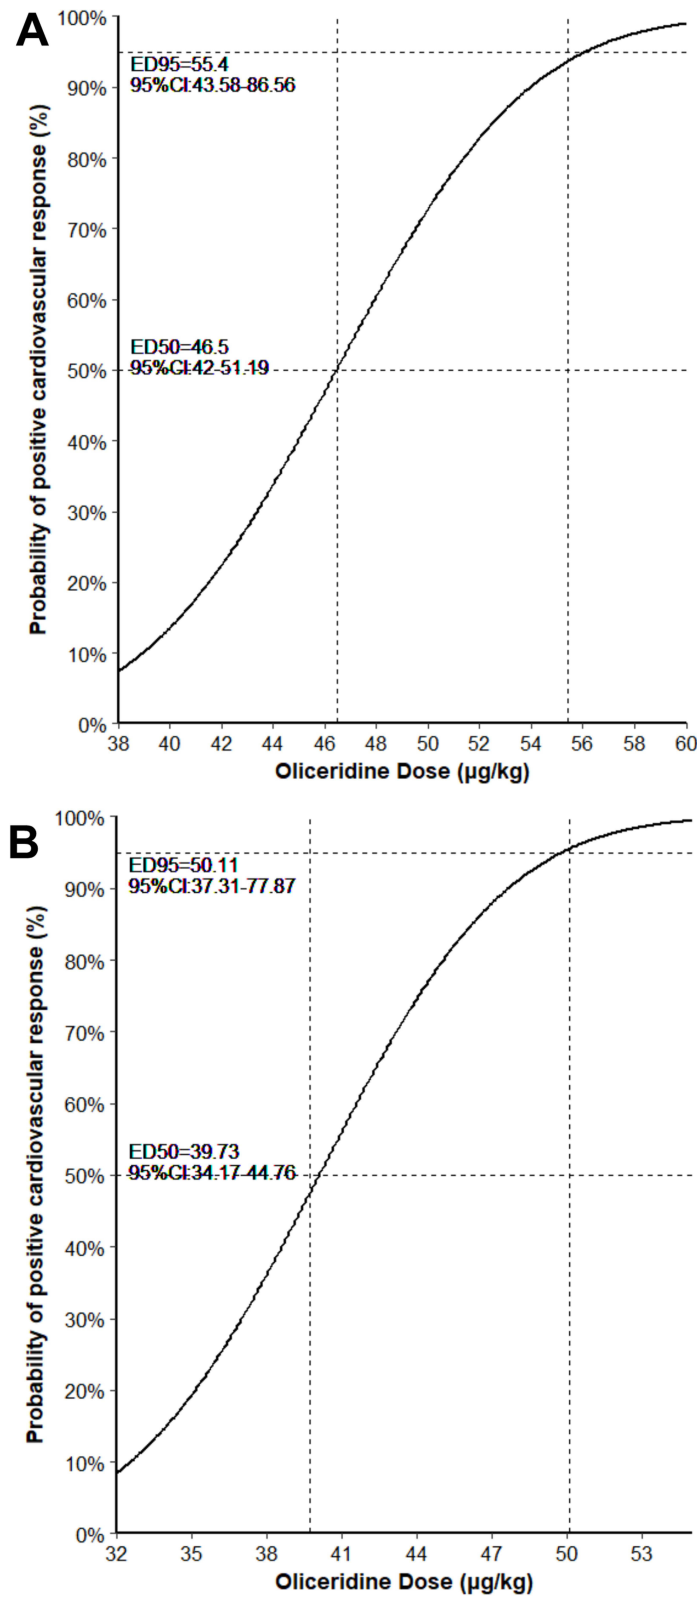 A
100%
90%
80%
70%
60%
50%
40%
30%
20%
10%
0%
Probability of positive cardiovascular response (%)
ED95=55.4
95%CI:43.58-86.56
ED50=46.5
95%CI:42-51.19
38 40 42 44 46 48 50 52 54 56 58 60
Oliceridine Dose (μg/kg)
B
100%
90%
80%
70%
60%
50%
40%
30%
20%
10%
0%
Probability of positive cardiovascular response (%)
ED95=50.11
95%CI:37.31-77.87
ED50=39.73
95%CI:34.17-44.76
32 35 38 41 44 47 50 53
Oliceridine Dose (μg/kg)